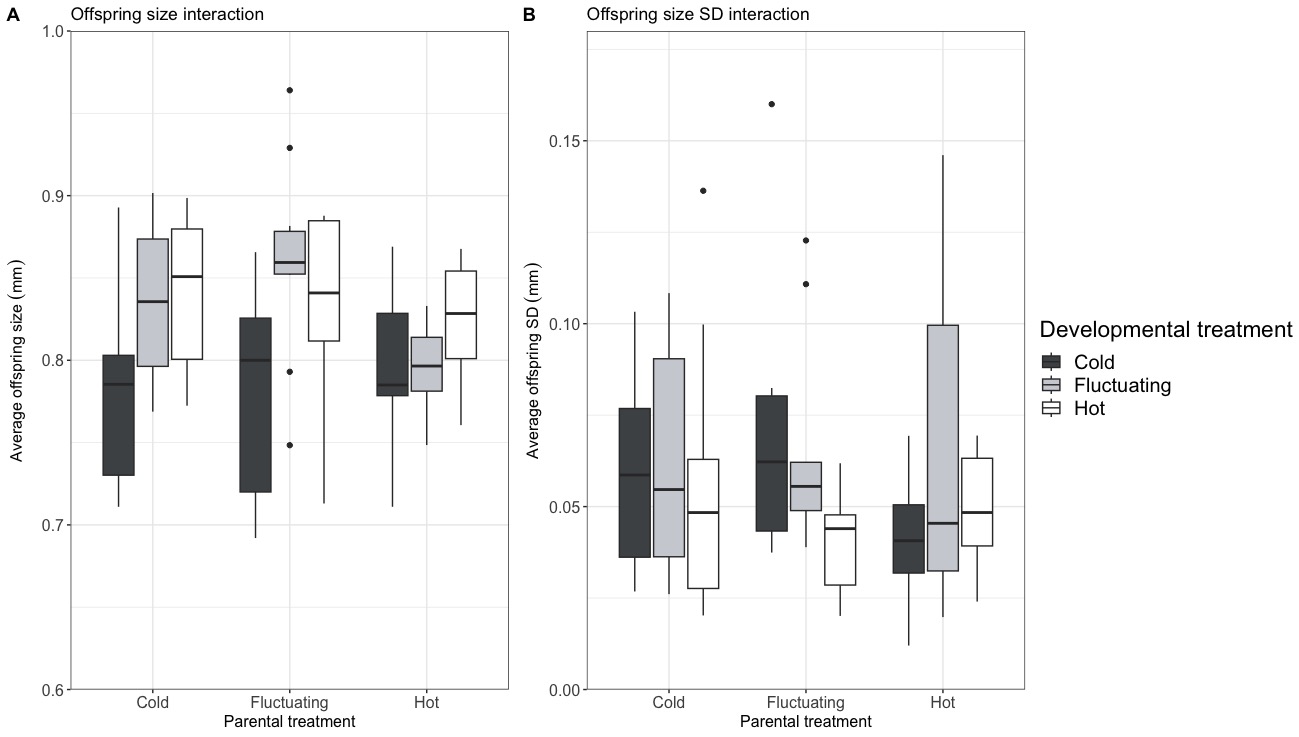 A
Offspring size interaction
1.0
0.9
0.8
0.7
0.6
Average offspring size (mm)
Cold
Fluctuating
Hot
Parental treatment
B
Offspring size SD interaction
0.15
0.10
0.05
0.00
Average offspring SD (mm)
Cold
Fluctuating
Hot
Parental treatment
Developmental treatment
Cold
Fluctuating
Hot